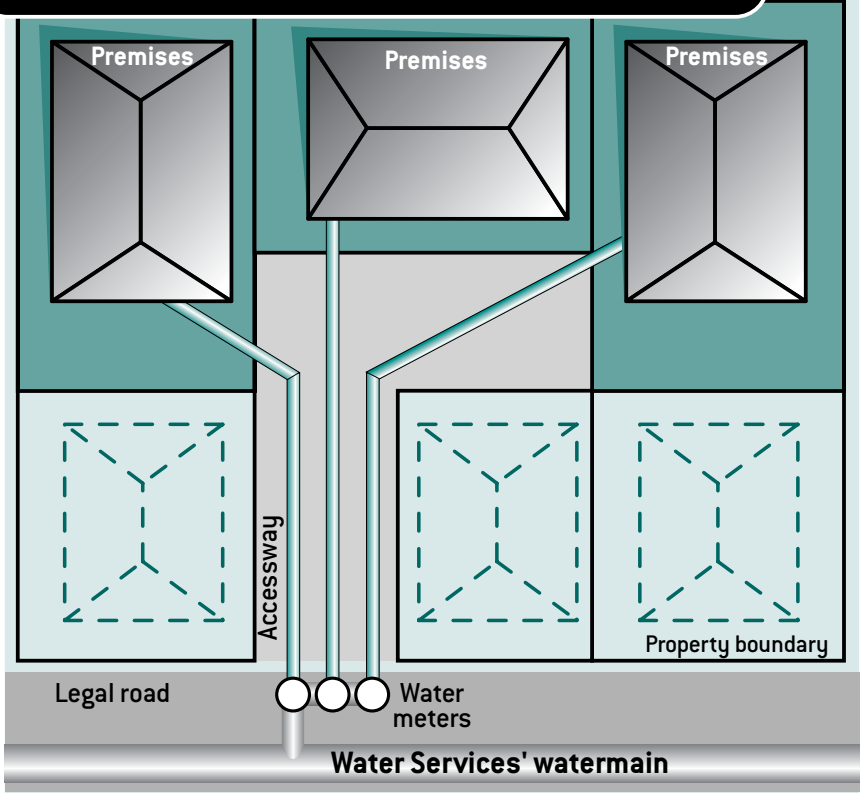 Premises
Premises
Premises
Accessway
Property boundary
Legal road
Water
meters
Water Services' watermain